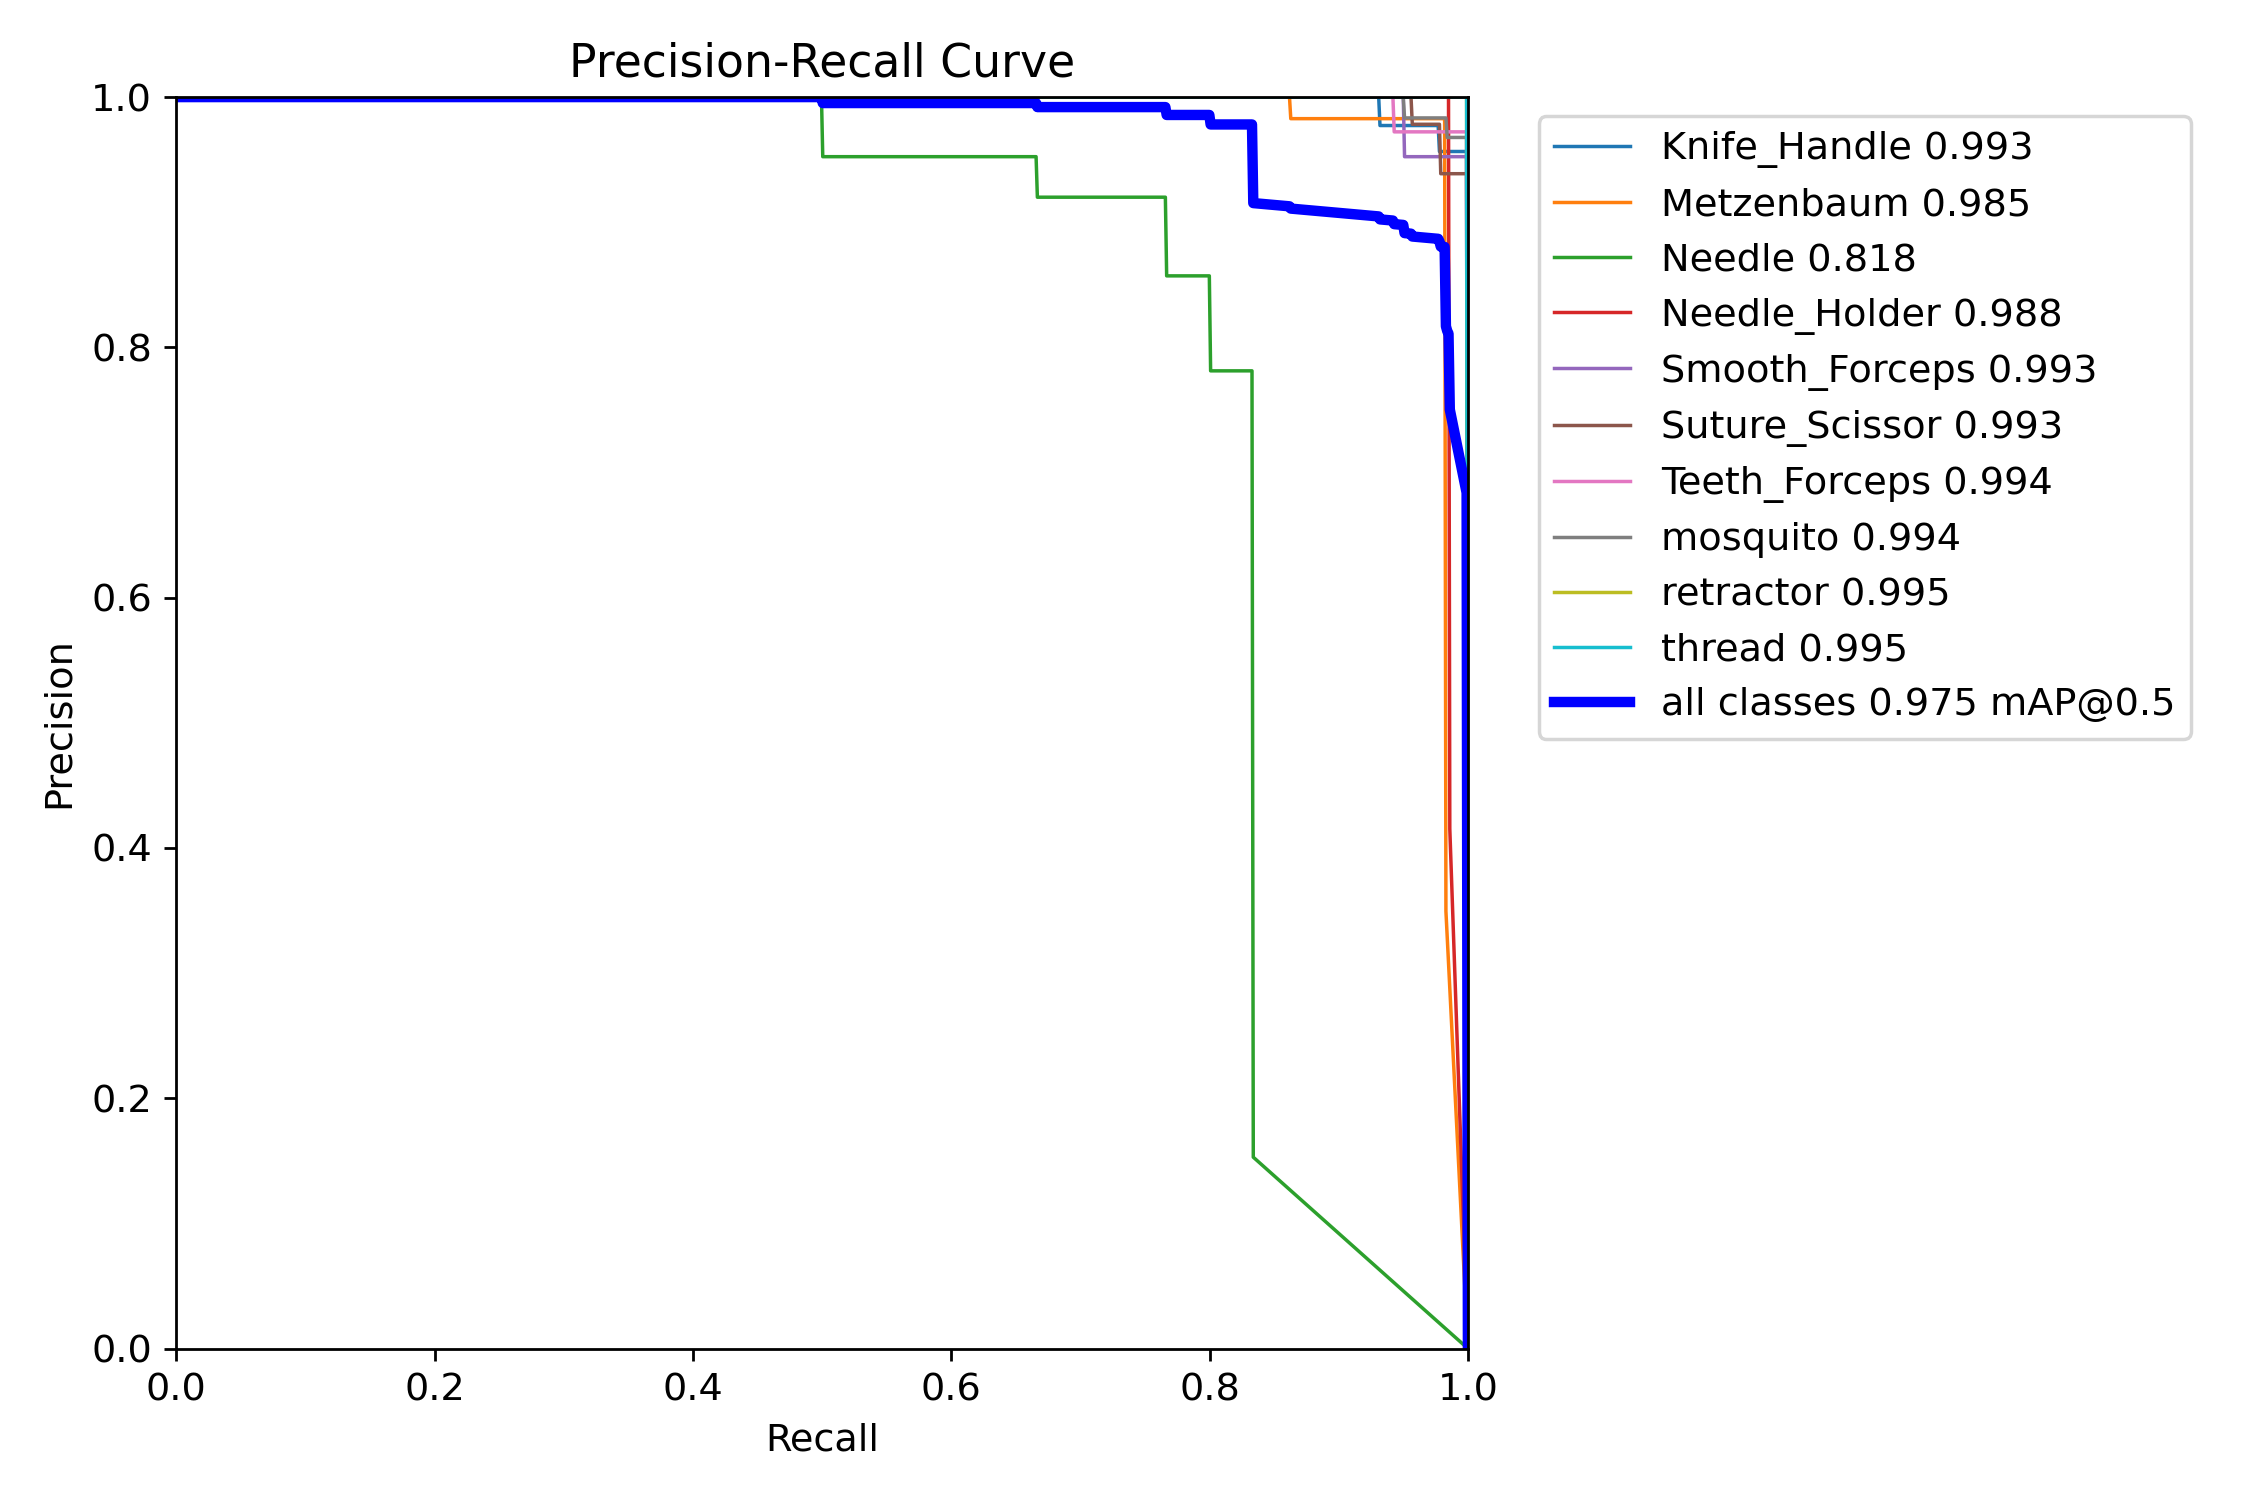 Precision-Recall Curve
1.0
0.8
0.6
0.4
0.2
0.0
Precision
0.0 0.2 0.4 0.6 0.8 1.0
Recall
Knife_Handle 0.993
Metzenbaum 0.985
Needle 0.818
Needle_Holder 0.988
Smooth_Forceps 0.993
Suture_Scissor 0.993
Teeth_Forceps 0.994
mosquito 0.994
retractor 0.995
thread 0.995
all classes 0.975 mAP@0.5